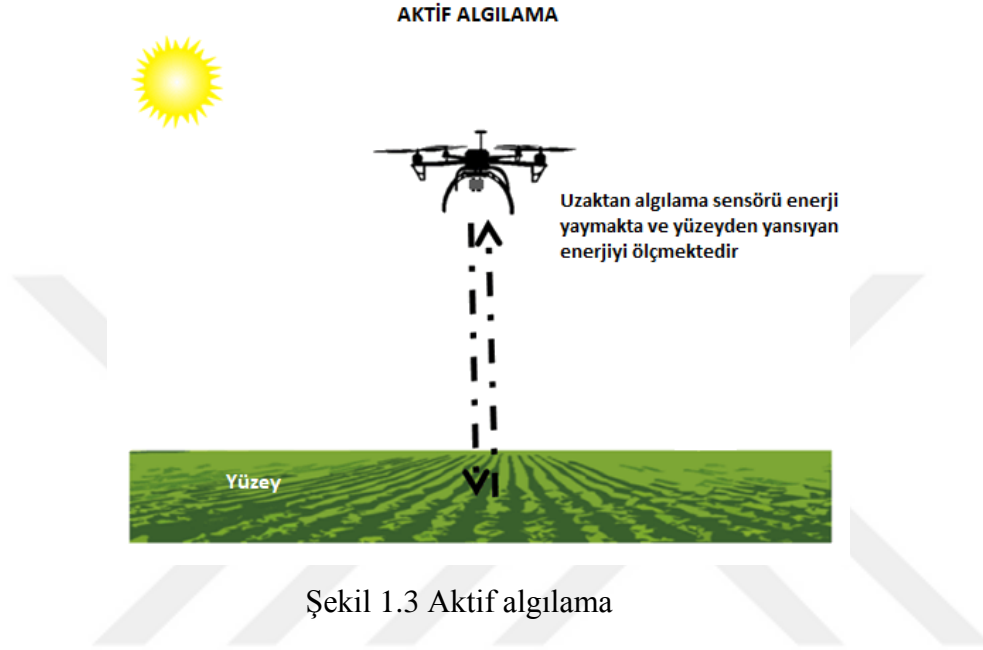 AKTİF ALGILAMA
Uzaktan algılama sensörü enerji
yaymakta ve yüzeyden yansıyan
enerjiyi ölçmektedir
Yüzey
Şekil 1.3 Aktif algılama